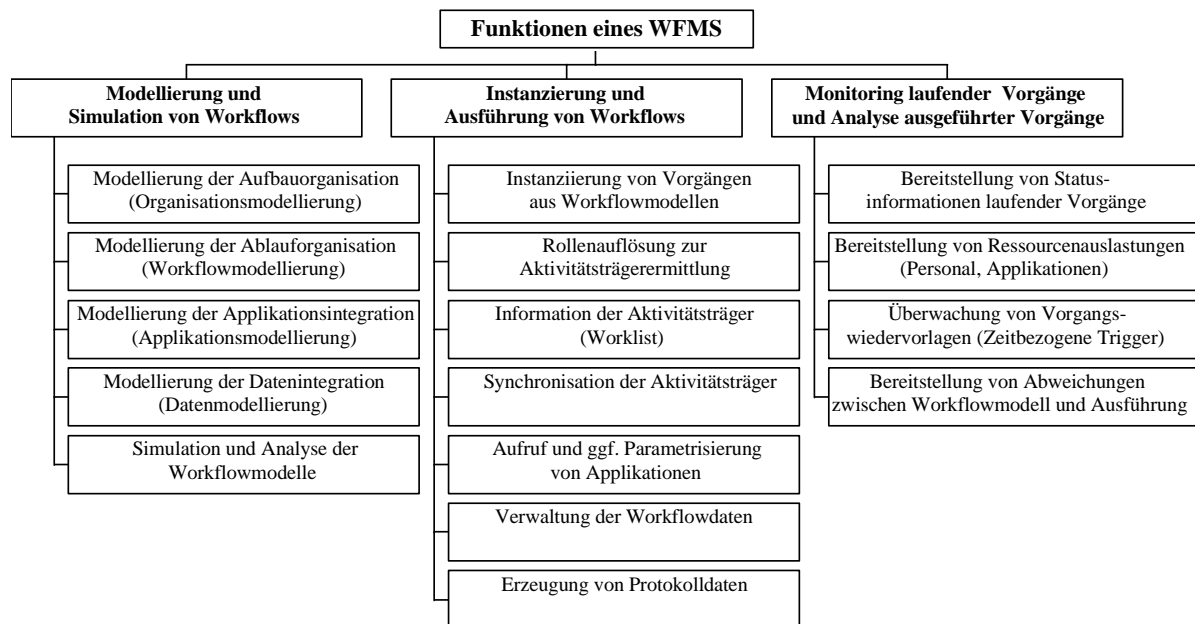 Funktionen eines WFMS
Modellierung und
Simulation von Workflows
Modellierung der Aufbauorganisation
(Organisationsmodellierung)
Modellierung der Ablauforganisation
(Workflowmodellierung)
Modellierung der Applikationsintegration
(Applikationsmodellierung)
Modellierung der Datenintegration
(Datenmodellierung)
Simulation und Analyse der
Workflowmodelle
Instanzierung und
Ausführung von Workflows
Instanziierung von Vorgängen
aus Workflowmodellen
Rollenauflösung zur
Aktivitätsträgerermittlung
Information der Aktivitätsträger
(Worklist)
Synchronisation der Aktivitätsträger
Aufruf und ggf. Parametrisierung
von Applikationen
Verwaltung der Workflowdaten
Erzeugung von Protokolldaten
Monitoring laufender Vorgänge
und Analyse ausgeführter Vorgänge
Bereitstellung von Status-
informationen laufender Vorgänge
Bereitstellung von Ressourcenauslastungen
(Personal, Applikationen)
Überwachung von Vorgangs-
wiedervorlagen (Zeitbezogene Trigger)
Bereitstellung von Abweichungen
zwischen Workflowmodell und Ausführung